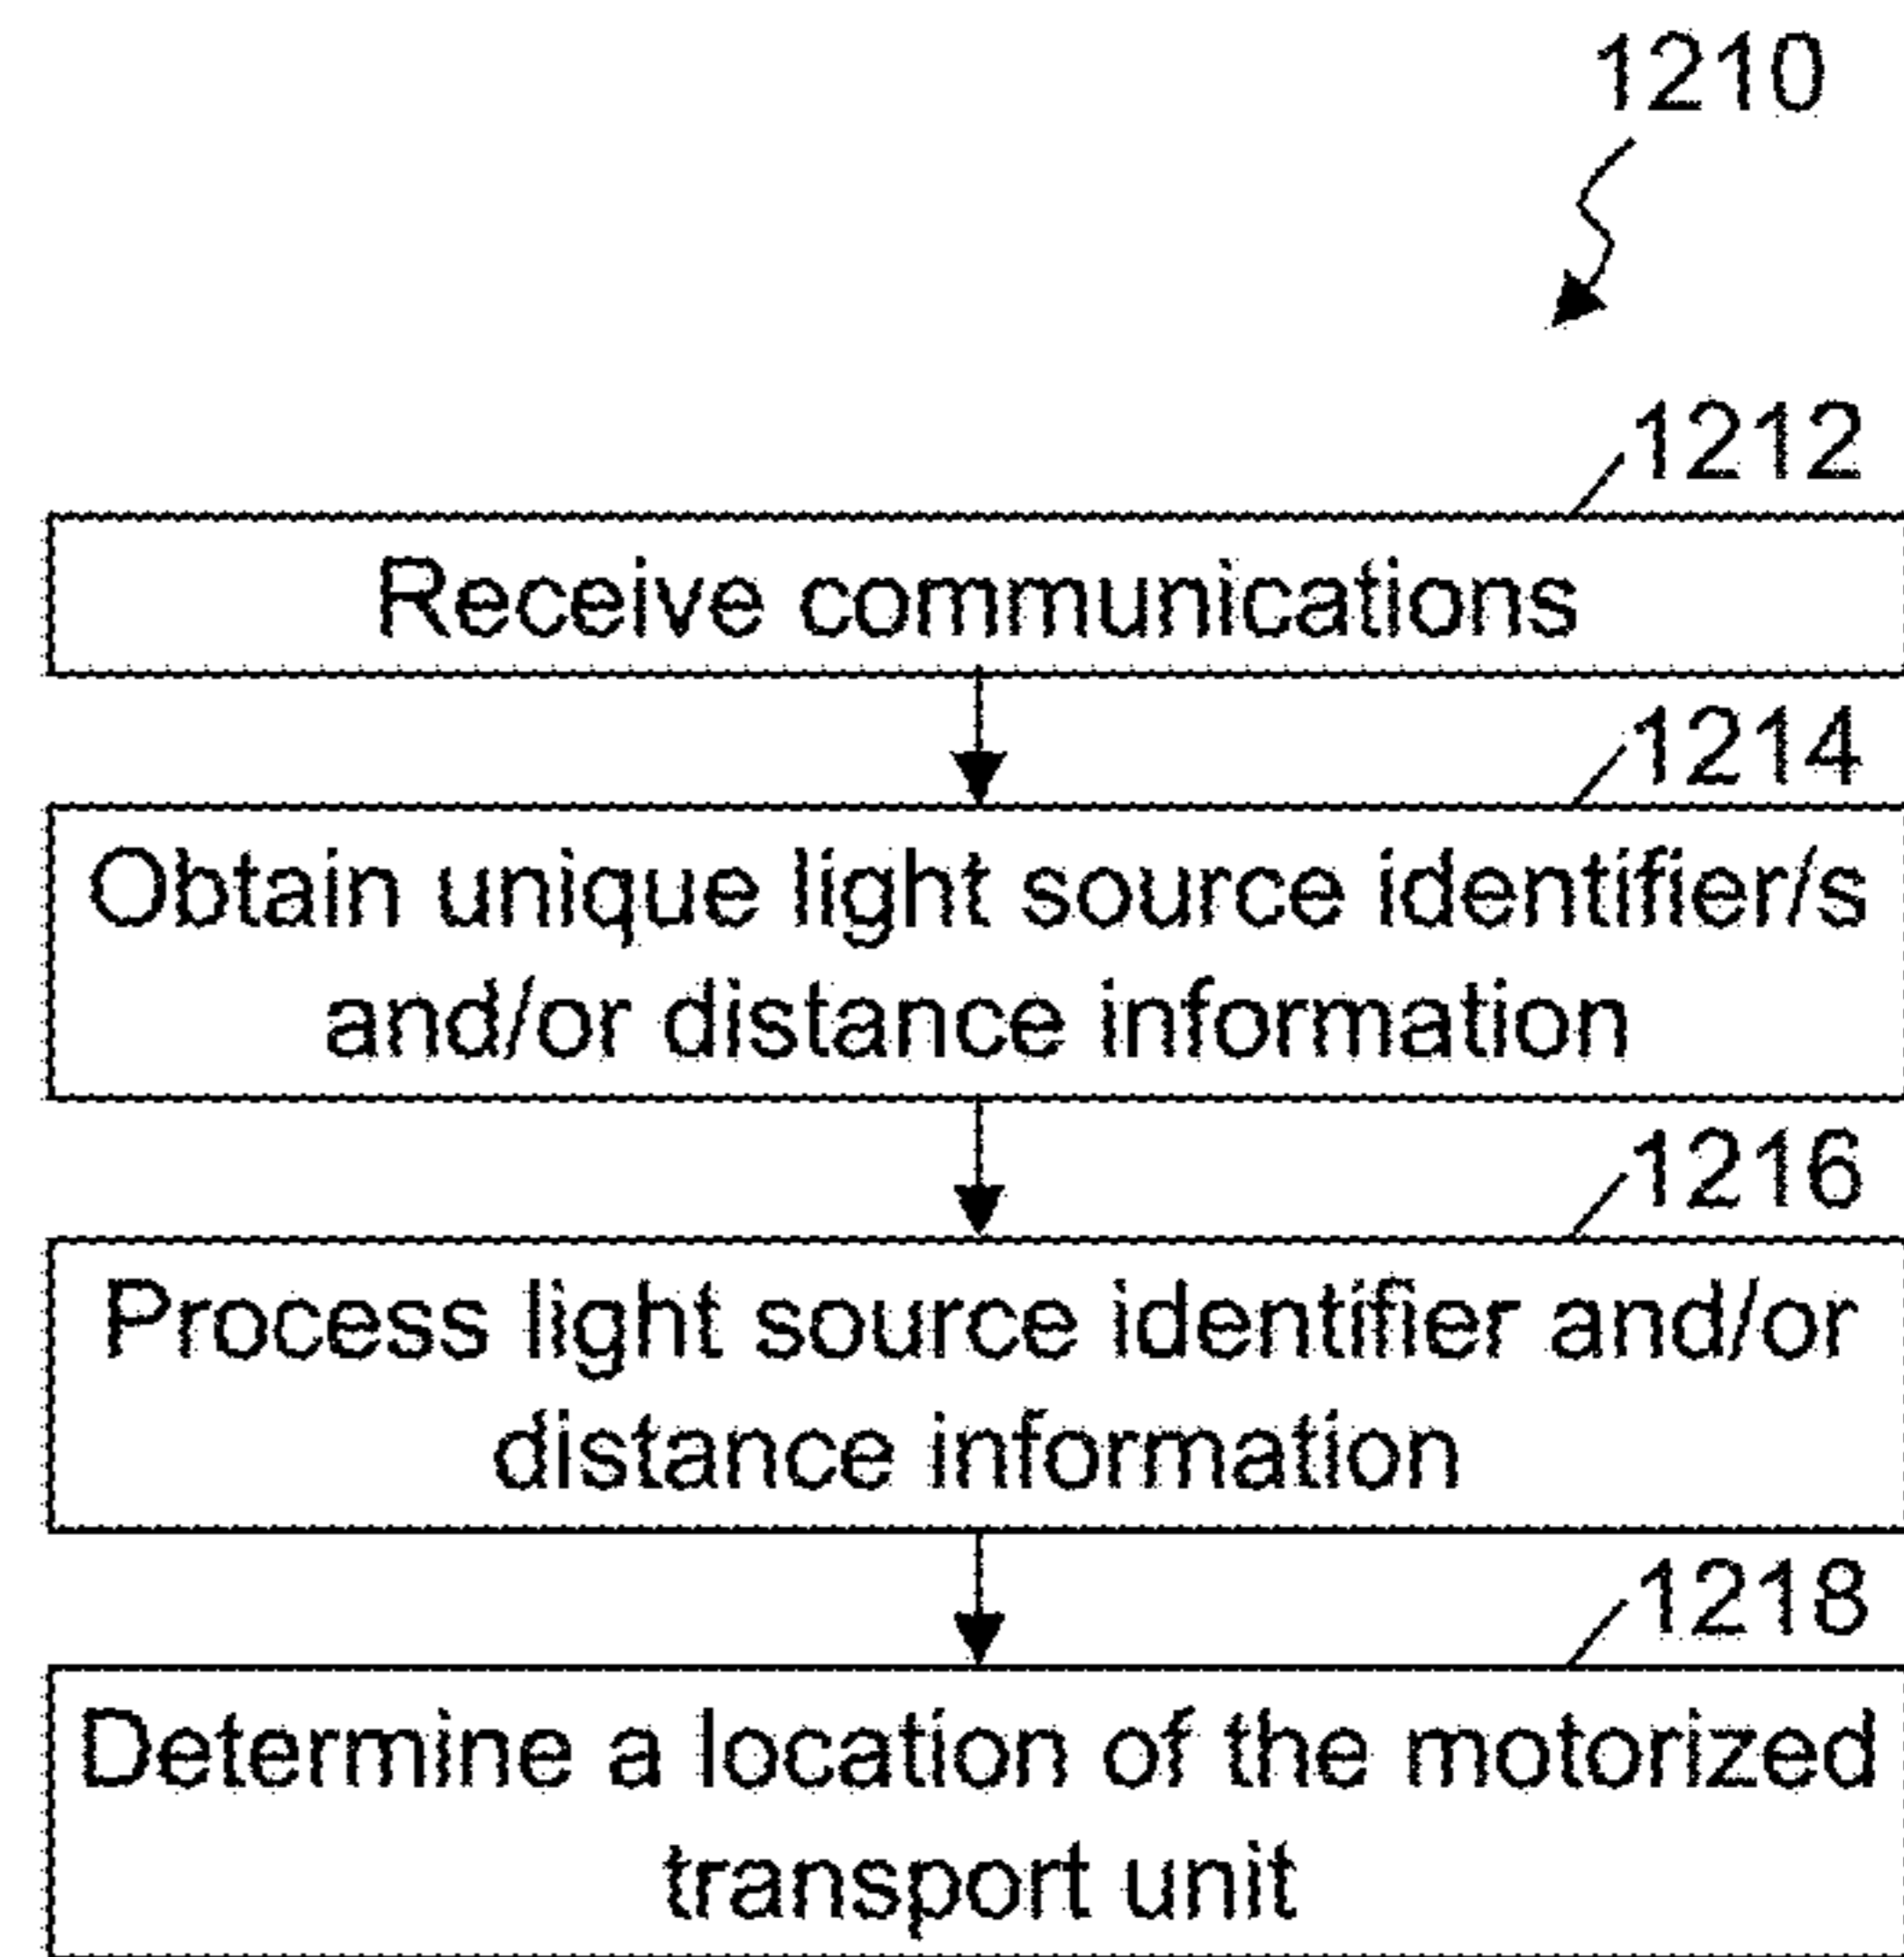 1210
1212
Receive communications
1214
Obtain unique light source identifier/s
and/or distance information
1216
Process light source identifier and/or
distance information
1218
Determine a location of the motorized
transport unit